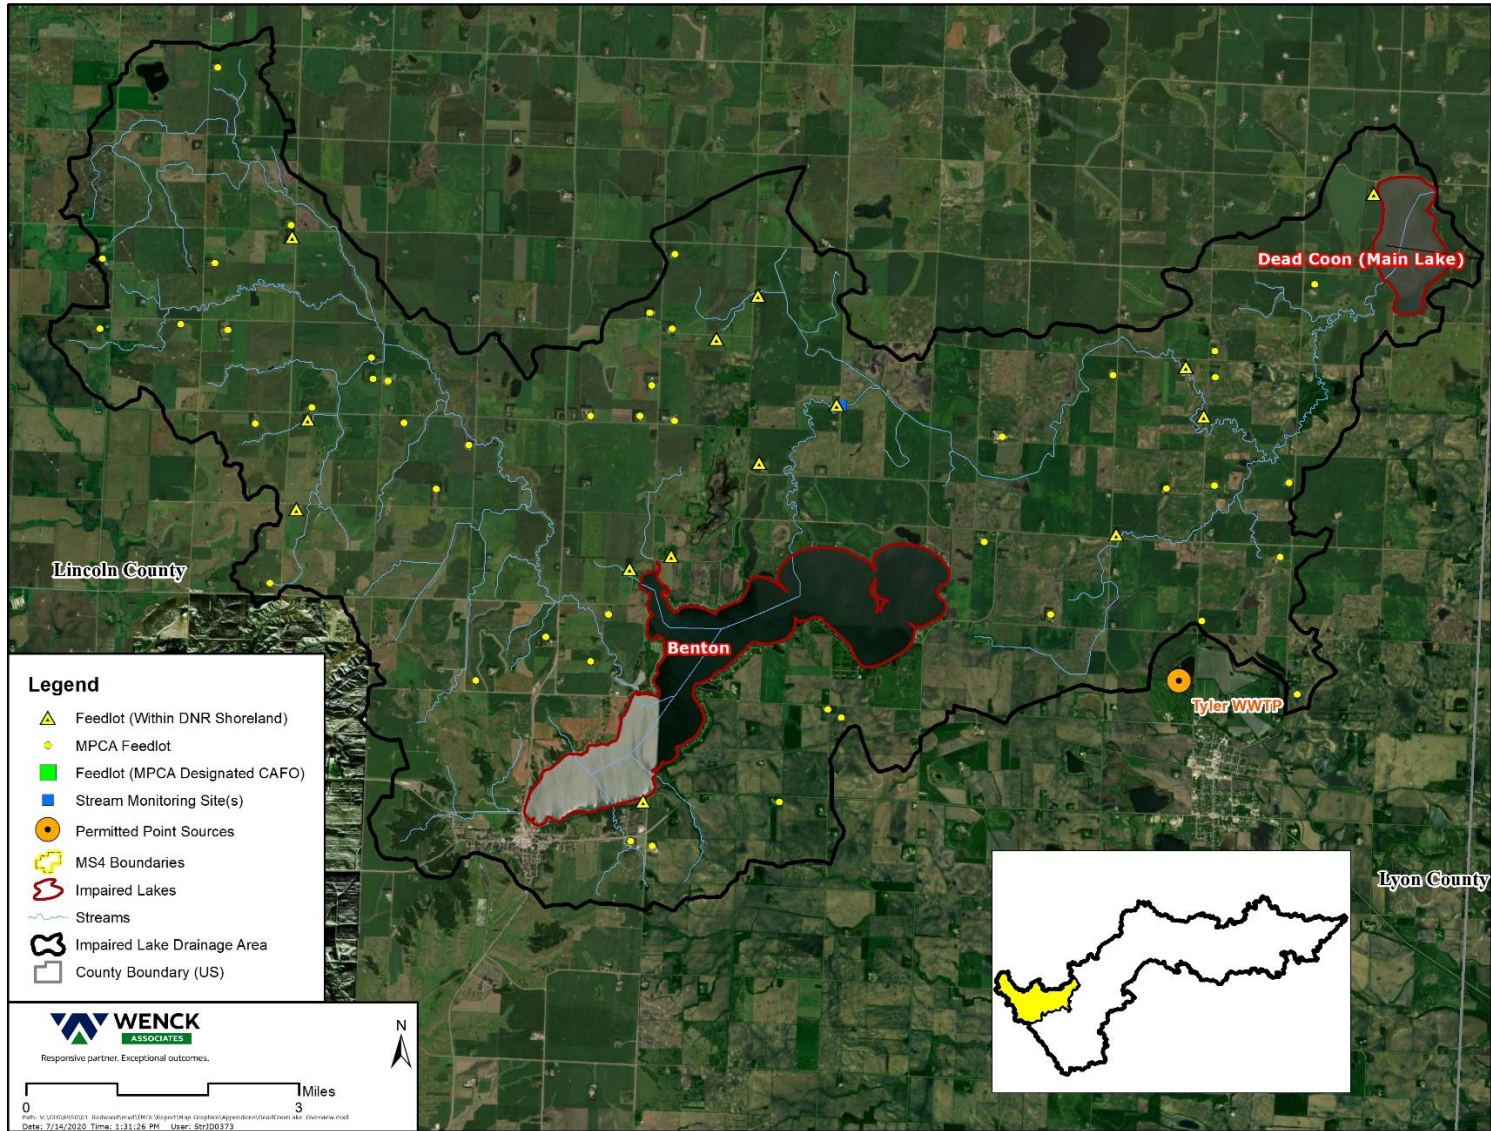 Dead Coon (Main Lake)
Lincoln County
Benton
Tyler WWTP
Lyon County
Legend
Feedlot (Within DNR Shoreland)
MPCA Feedlot
Feedlot (MPCA Designated CAFO)
Stream Monitoring Site(s)
Permitted Point Sources
MS4 Boundaries
Impaired Lakes
Streams
Impaired Lake Drainage Area
County Boundary (US)
WENCK
ASSOCIATES
Responsive partner. Exceptional outcomes.
N
Miles
0 3
Date: 7/14/2020 Time: 1:31:26 PM User: StrJD0373